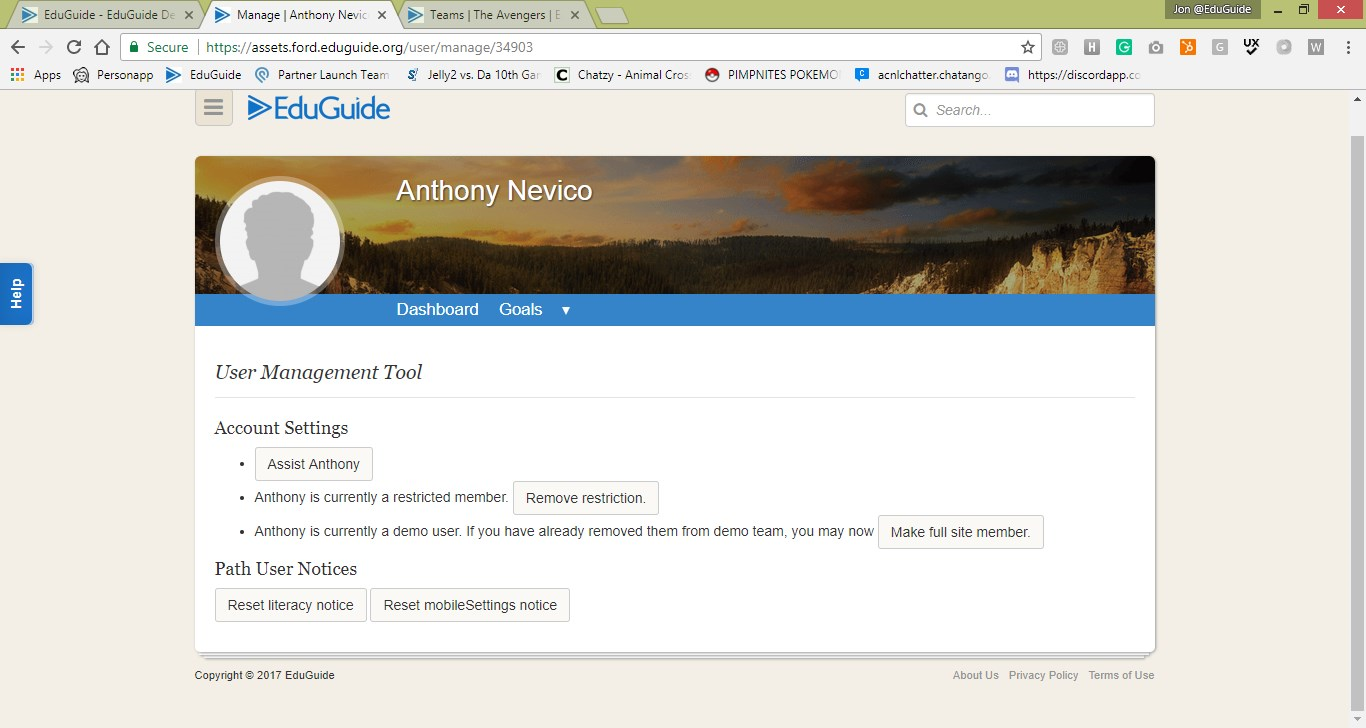 Jon @EduGuide
EduGuide - EduGuide De
Manage | Anthony Nevico
Teams | The Avengers | E
Secure
https://assets.ford.eduguide.org/user/manage/34903
Apps
Personapp
EduGuide
Partner Launch Team
Jelly2 vs. Da 10th Gar
Chatzy - Animal Cros
PIMPNITES POKEMO
acnlchatter.chatango.
https://discordapp.co
EduGuide
Search...
Anthony Nevico
Dashboard Goals ▼
Help
User Management Tool
Account Settings
• Assist Anthony
• Anthony is currently a restricted member. Remove restriction.
• Anthony is currently a demo user. If you have already removed them from demo team, you may now Make full site member.
Path User Notices
Reset literacy notice Reset mobileSettings notice
Copyright © 2017 EduGuide
About Us Privacy Policy Terms of Use